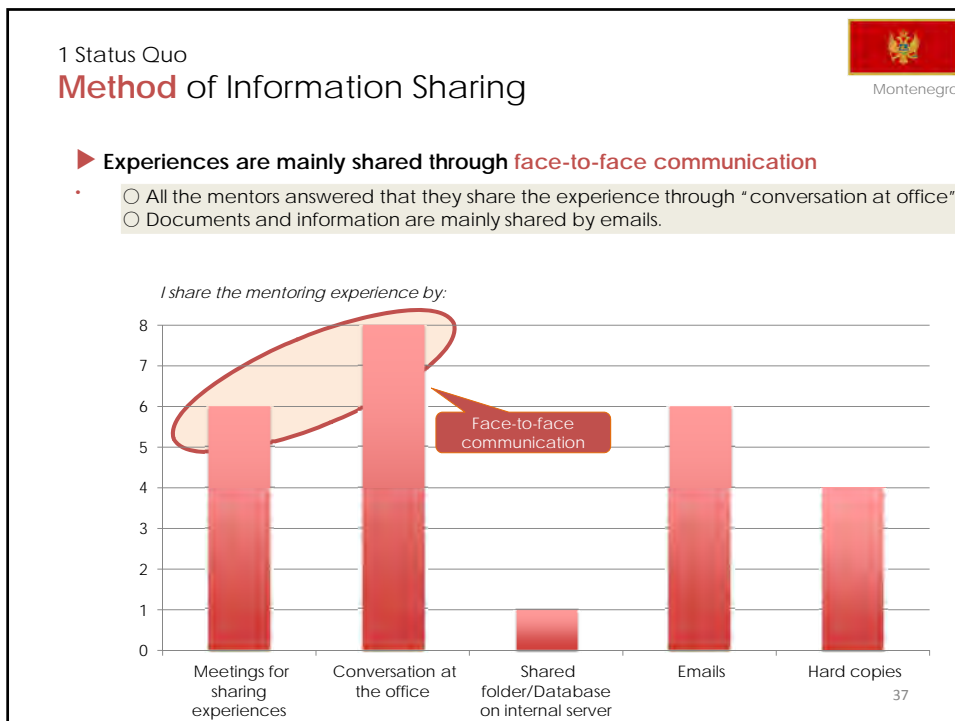 1 Status Quo
Method of Information Sharing
Montenegro
▶ Experiences are mainly shared through face-to-face communication
○ All the mentors answered that they share the experience through “conversation at office”
○ Documents and information are mainly shared by emails.
I share the mentoring experience by:
8
7
6
5
4
3
2
1
0
Face-to-face
communication
Meetings for
sharing
experiences
Conversation at
the office
Shared
folder/Database
on internal server
Emails
Hard copies
37